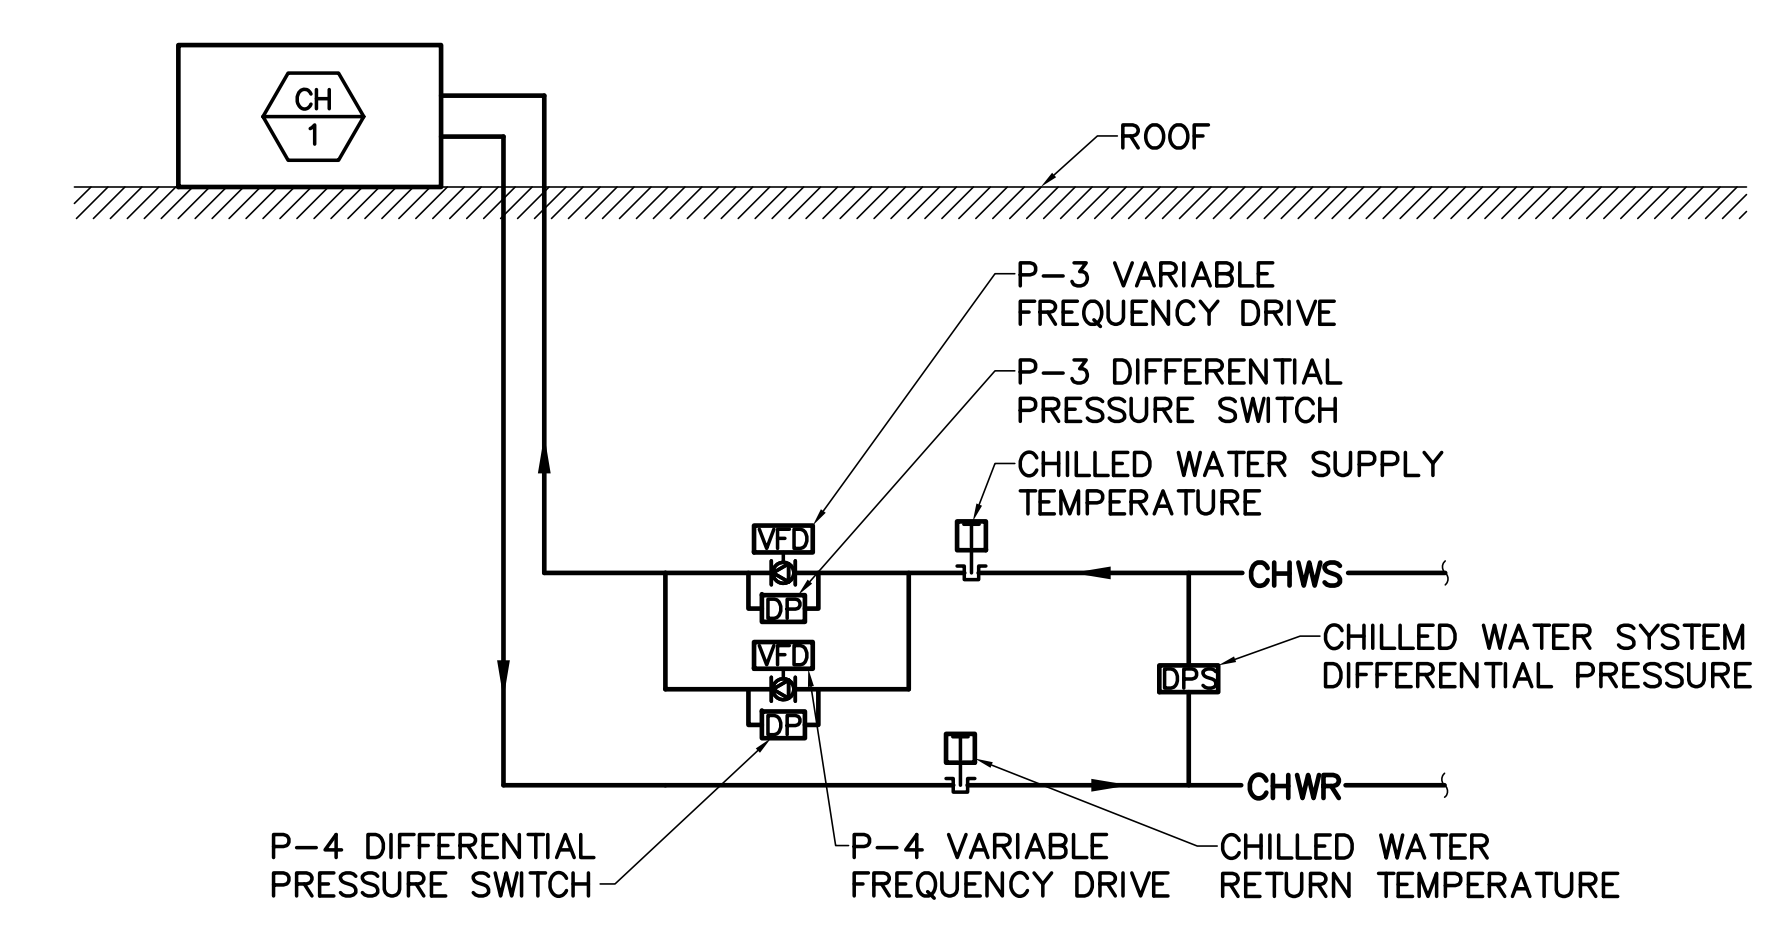 CH
1
ROOF
P-3 VARIABLE
FREQUENCY DRIVE
P-3 DIFFERENTIAL
PRESSURE SWITCH
CHILLED WATER SUPPLY
TEMPERATURE
VFD
CHWS
DP
CHILLED WATER SYSTEM
DIFFERENTIAL PRESSURE
VFD
DPS
DP
CHWR
P-4 DIFFERENTIAL
PRESSURE SWITCH
P-4 VARIABLE
FREQUENCY DRIVE
CHILLED WATER
RETURN TEMPERATURE